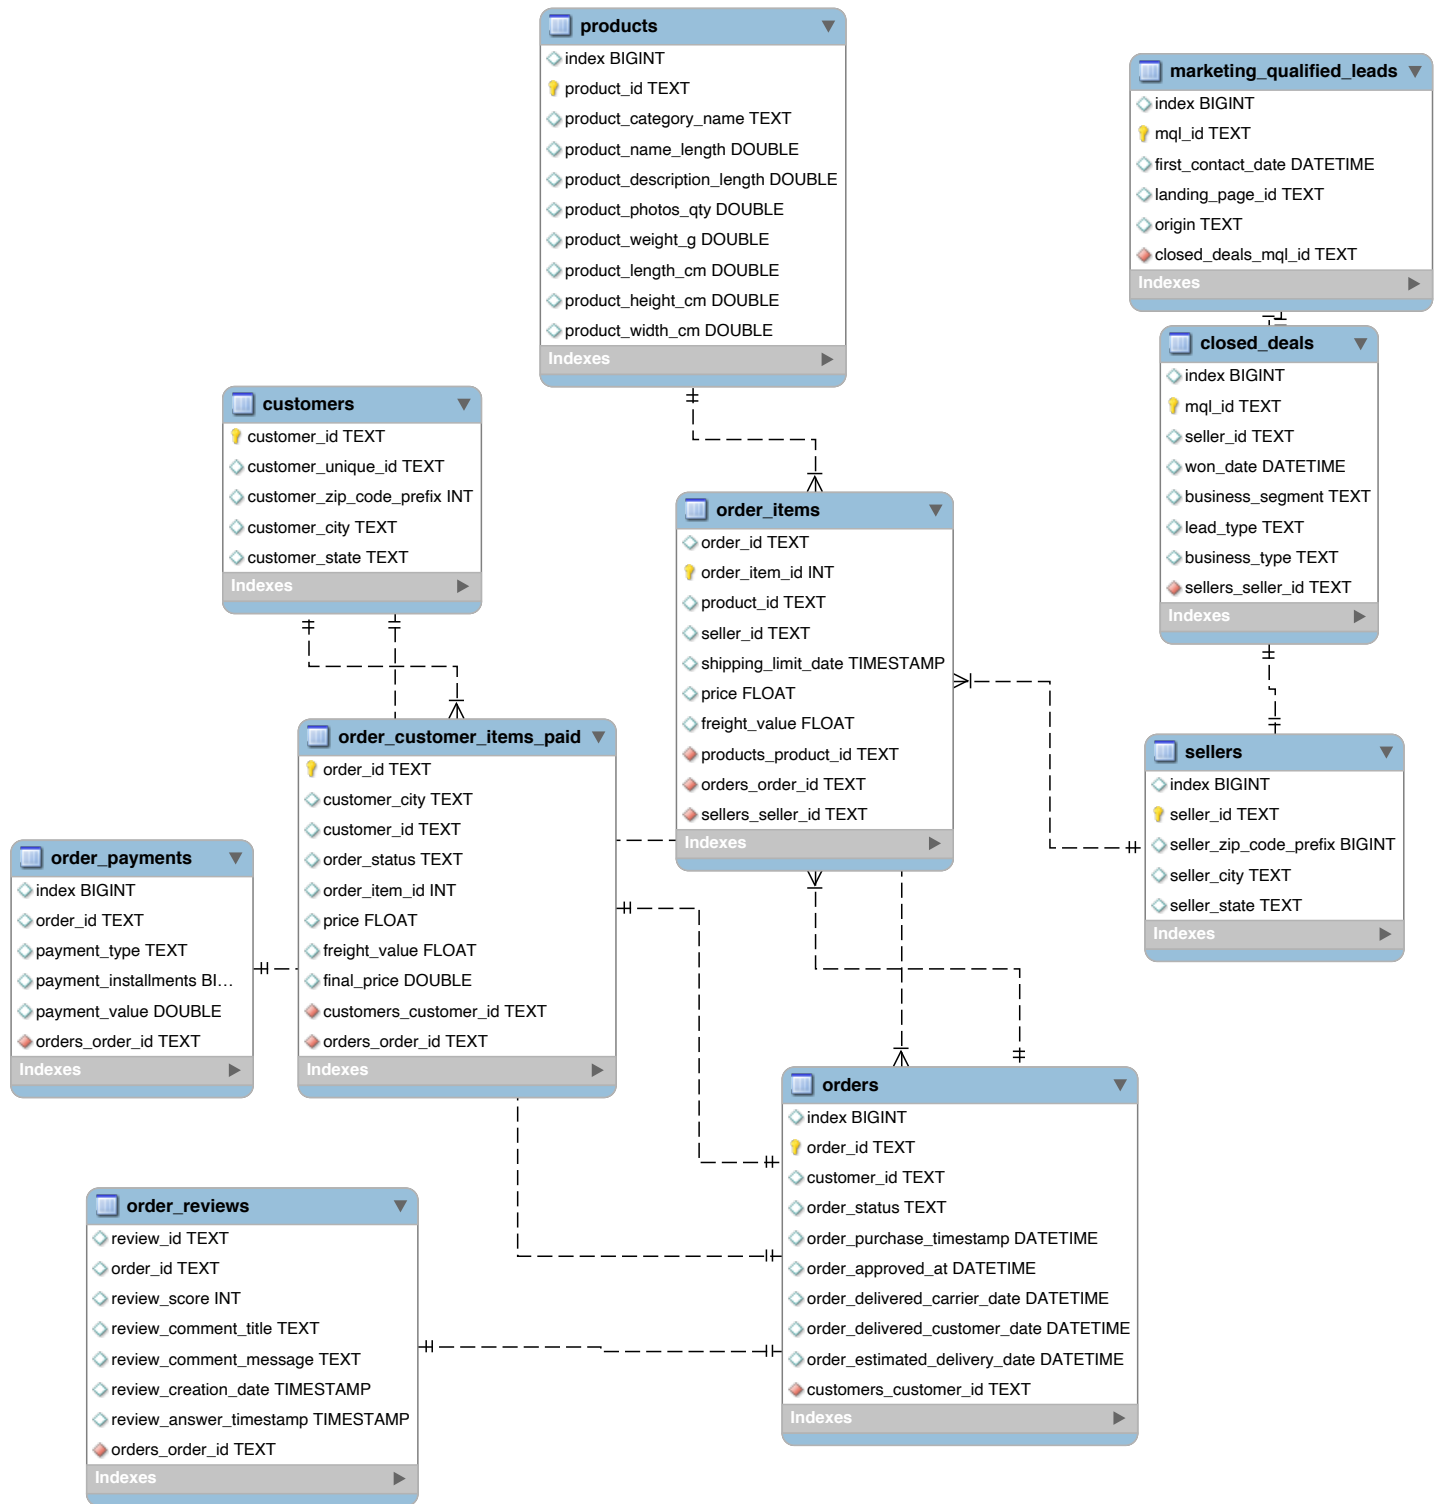 products
index BIGINT
product_id TEXT
product_category_name TEXT
product_name_length DOUBLE
product_description_length DOUBLE
product_photos_qty DOUBLE
product_weight_g DOUBLE
product_length_cm DOUBLE
product_height_cm DOUBLE
product_width_cm DOUBLE
Indexes
marketing_qualified_leads
index BIGINT
mql_id TEXT
first_contact_date DATETIME
landing_page_id TEXT
origin TEXT
closed_deals_mql_id TEXT
Indexes
closed_deals
index BIGINT
mql_id TEXT
seller_id TEXT
won_date DATETIME
business_segment TEXT
lead_type TEXT
business_type TEXT
sellers_seller_id TEXT
Indexes
customers
customer_id TEXT
customer_unique_id TEXT
customer_zip_code_prefix INT
customer_city TEXT
customer_state TEXT
Indexes
order_items
order_id TEXT
order_item_id INT
product_id TEXT
seller_id TEXT
shipping_limit_date TIMESTAMP
price FLOAT
freight_value FLOAT
products_product_id TEXT
orders_order_id TEXT
sellers_seller_id TEXT
Indexes
order_customer_items_paid
order_id TEXT
customer_city TEXT
customer_id TEXT
order_status TEXT
order_item_id INT
price FLOAT
freight_value FLOAT
final_price DOUBLE
customers_customer_id TEXT
orders_order_id TEXT
Indexes
sellers
index BIGINT
seller_id TEXT
seller_zip_code_prefix BIGINT
seller_city TEXT
seller_state TEXT
Indexes
order_payments
index BIGINT
order_id TEXT
payment_type TEXT
payment_installments BI...
payment_value DOUBLE
orders_order_id TEXT
Indexes
orders
index BIGINT
order_id TEXT
customer_id TEXT
order_status TEXT
order_purchase_timestamp DATETIME
order_approved_at DATETIME
order_delivered_carrier_date DATETIME
order_delivered_customer_date DATETIME
order_estimated_delivery_date DATETIME
customers_customer_id TEXT
Indexes
order_reviews
review_id TEXT
order_id TEXT
review_score INT
review_comment_title TEXT
review_comment_message TEXT
review_creation_date TIMESTAMP
review_answer_timestamp TIMESTAMP
orders_order_id TEXT
Indexes